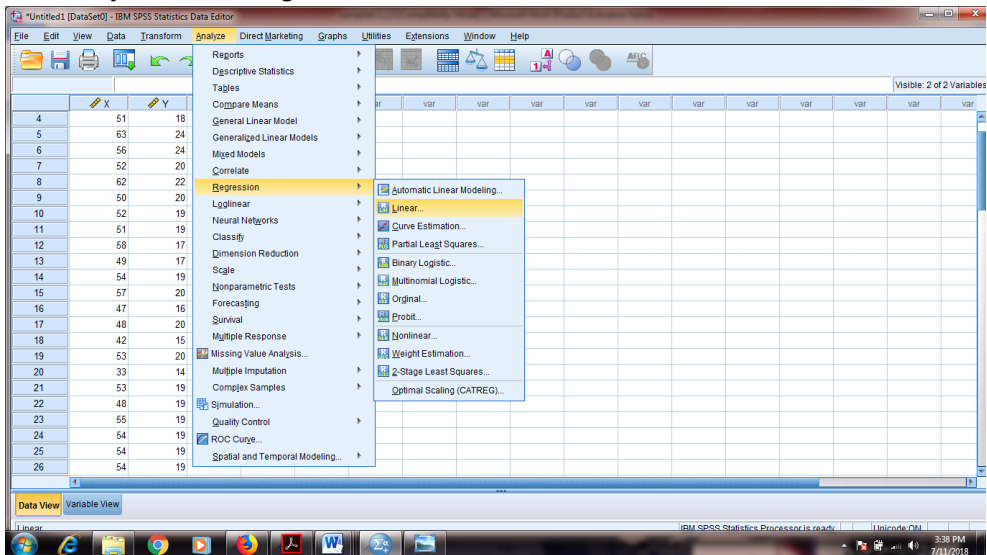 *Untitled1 [DataSet0] - IBM SPSS Statistics Data Editor
File Edit View Data Transform Analyze Direct Marketing Graphs Utilities Extensions Window Help
Visible: 2 of 2 Variables
X Y var var var var var var var var
4 51 18
5 63 24
6 56 24
7 52 20
8 62 22
9 50 20
10 52 19
11 51 19
12 58 17
13 49 17
14 54 19
15 57 20
16 47 16
17 48 20
18 42 15
19 53 20
20 33 14
21 53 19
22 48 19
23 55 19
24 54 19
25 54 19
26 54 19
Reports
Descriptive Statistics
Tables
Compare Means
General Linear Model
Generalized Linear Models
Mixed Models
Correlate
Regression
Loglinear
Neural Networks
Classify
Dimension Reduction
Scale
Nonparametric Tests
Forecasting
Survival
Multiple Response
Missing Value Analysis...
Multiple Imputation
Complex Samples
Simulation...
Quality Control
ROC Curve...
Spatial and Temporal Modeling...
Automatic Linear Modeling...
Linear...
Curve Estimation...
Partial Least Squares...
Binary Logistic...
Multinomial Logistic...
Ordinal...
Probit...
Nonlinear...
Weight Estimation...
2-Stage Least Squares...
Optimal Scaling (CATREG)...
Data View Variable View
Linear IBM SPSS Statistics Processor is ready Unicode:ON
3:38 PM
7/11/2018